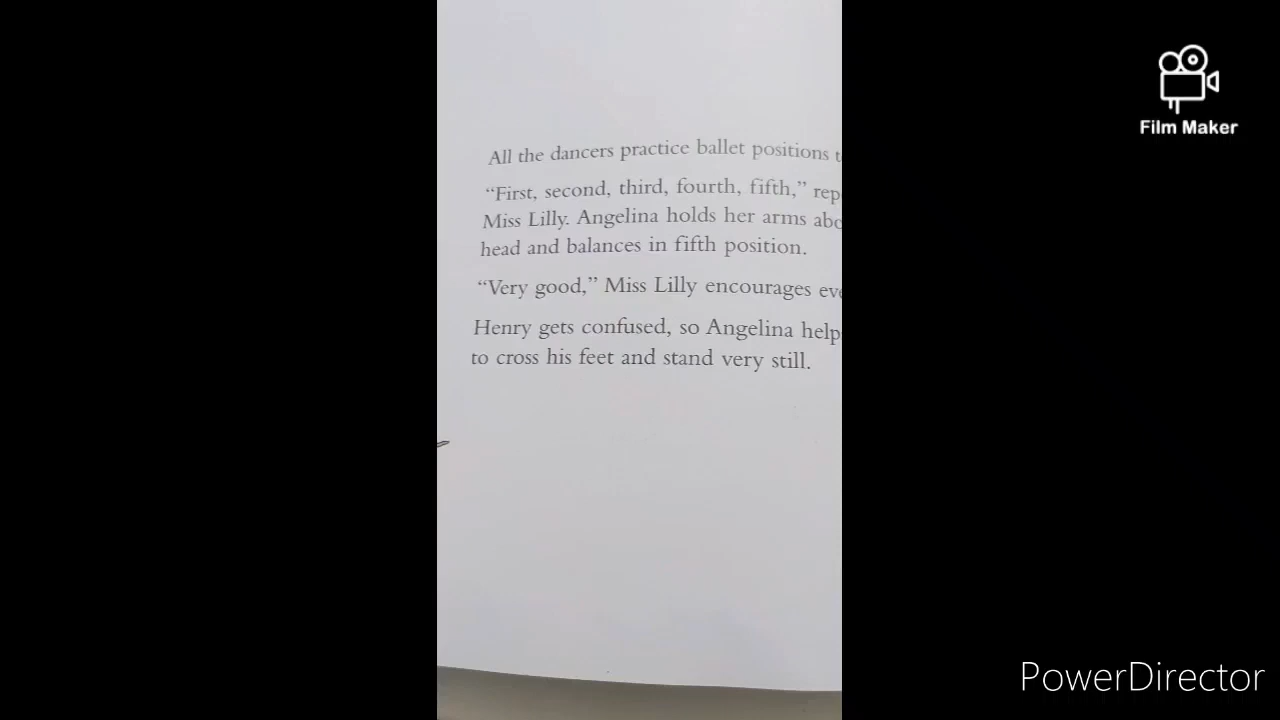 All the dancers practice ballet positions
“First, second, third, fourth, fifth,”
Miss Lilly. Angelina holds her arms
head and balances in fifth position.
“Very good,” Miss Lilly encourages
Henry gets confused, so Angelina
to cross his feet and stand very still.
Film Maker
PowerDirector